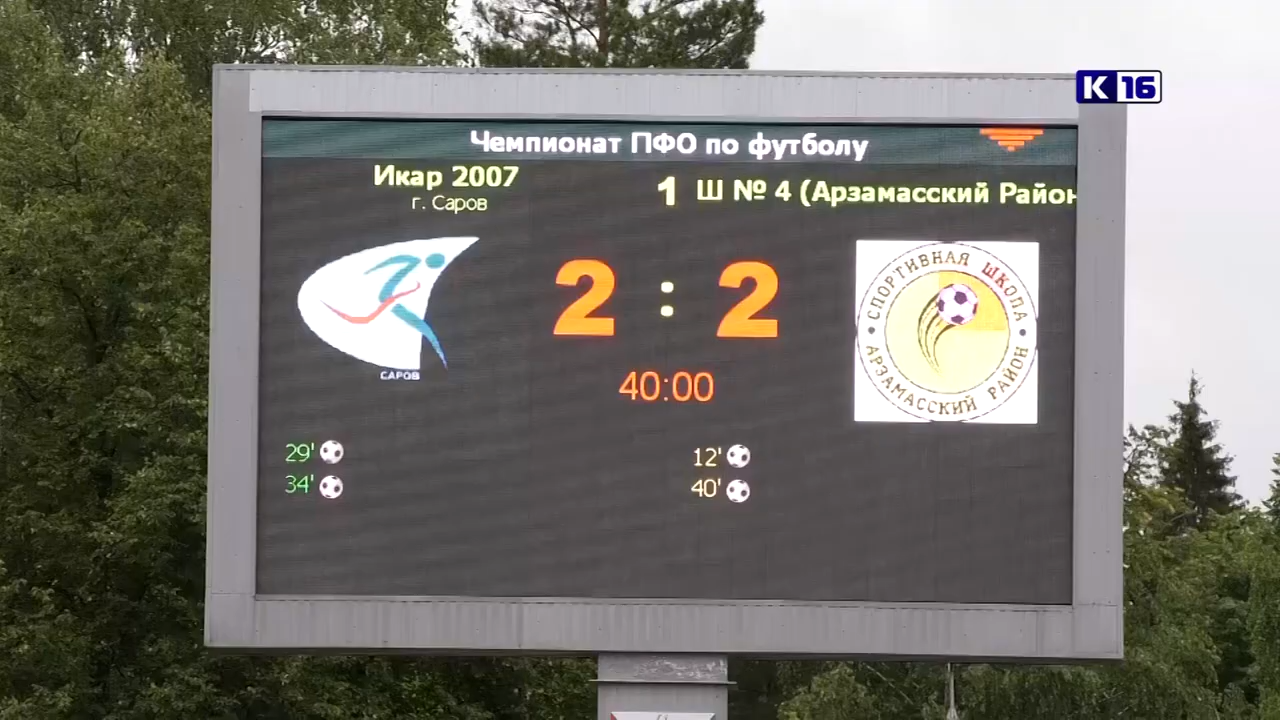 K 16
Чемпионат ПФО по футболу
Икар 2007
г. Саров
1
Ш № 4 (Арзамасский Район
2 : 2
САРОВ
СПОРТИВНАЯ ШКОЛА
АРЗАМАССКИЙ РАЙОН
40:00
29'
34'
12'
40'